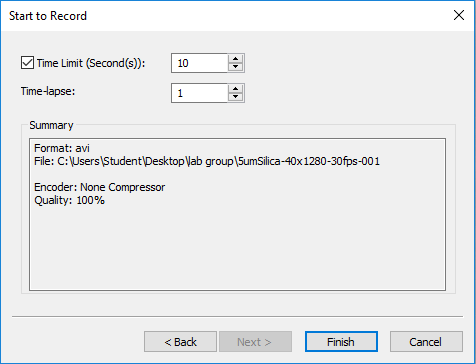 Start to Record
Time Limit (Second(s)): 10
Time-lapse: 1
Summary
Format: avi
File: C:\Users\Student\Desktop\lab group\5umSilica-40x1280-30fps-001
Encoder: None Compressor
Quality: 100%
< Back Next > Finish Cancel